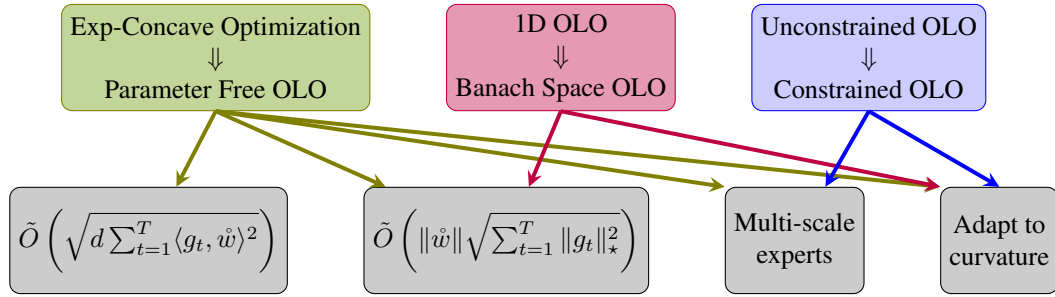 Exp-Concave Optimization
⇓
Parameter Free OLO
1D OLO
⇓
Banach Space OLO
Unconstrained OLO
⇓
Constrained OLO
Õ(√(d∑_{t=1}^{T}⟨g_t, ẘ⟩²))
Õ(‖ẘ‖√(∑_{t=1}^{T}‖g_t‖_⋆²))
Multi-scale
experts
Adapt to
curvature